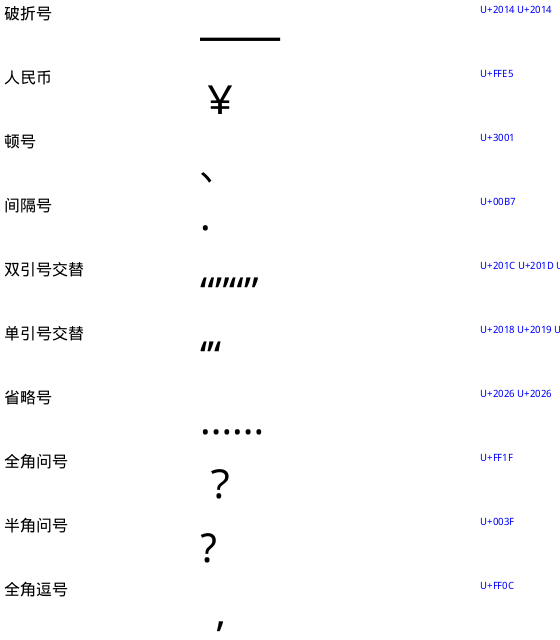 破折号 —— U+2014 U+2014
人民币 ¥ U+FFE5
顿号 、 U+3001
间隔号 · U+00B7
双引号交替 “”“” U+201C U+201D U
单引号交替 ‘’‘ U+2018 U+2019 U
省略号 …… U+2026 U+2026
全角问号 ? U+FF1F
半角问号 ? U+003F
全角逗号 , U+FF0C